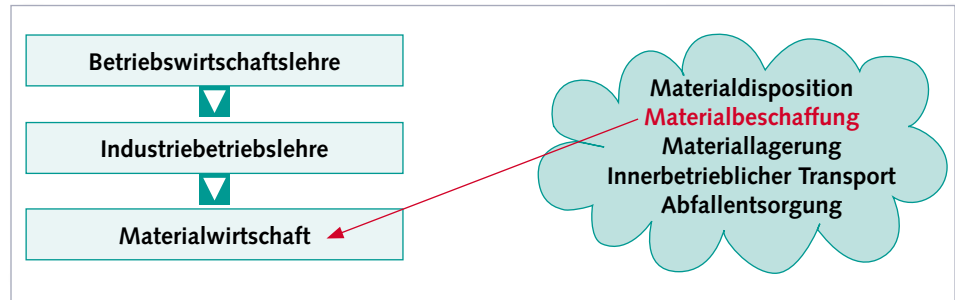 Betriebswirtschaftslehre
Industriebetriebslehre
Materialwirtschaft
Materialdisposition
Materialbeschaffung
Materiallagerung
Innerbetrieblicher Transport
Abfallentsorgung